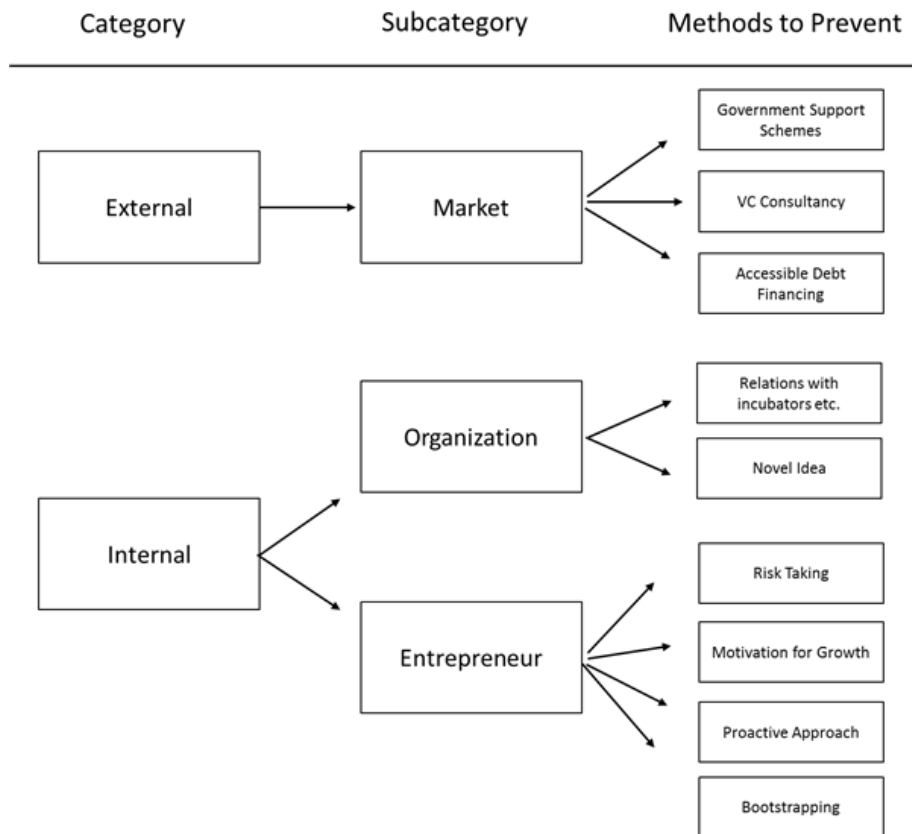 Category
Subcategory
Methods to Prevent
Government Support
Schemes
External
Market
VC Consultancy
Accessible Debt
Financing
Relations with
incubators etc.
Organization
Novel Idea
Internal
Risk Taking
Entrepreneur
Motivation for Growth
Proactive Approach
Bootstrapping